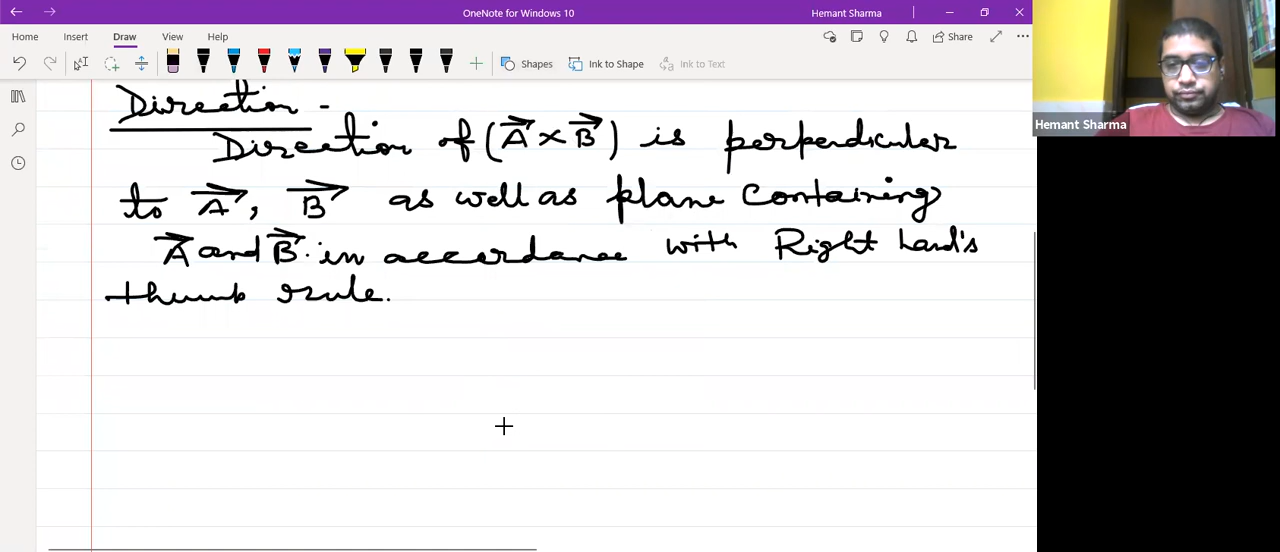 OneNote for Windows 10
Hemant Sharma
Home Insert Draw View Help
Share
Shapes Ink to Shape Ink to Text
Hemant Sharma
Direction -
Direction of (A⃗ × B⃗) is perpendicular
to A⃗, B⃗ as well as plane containing
A⃗ and B⃗. in accordance with Right hand's
thumb rule.